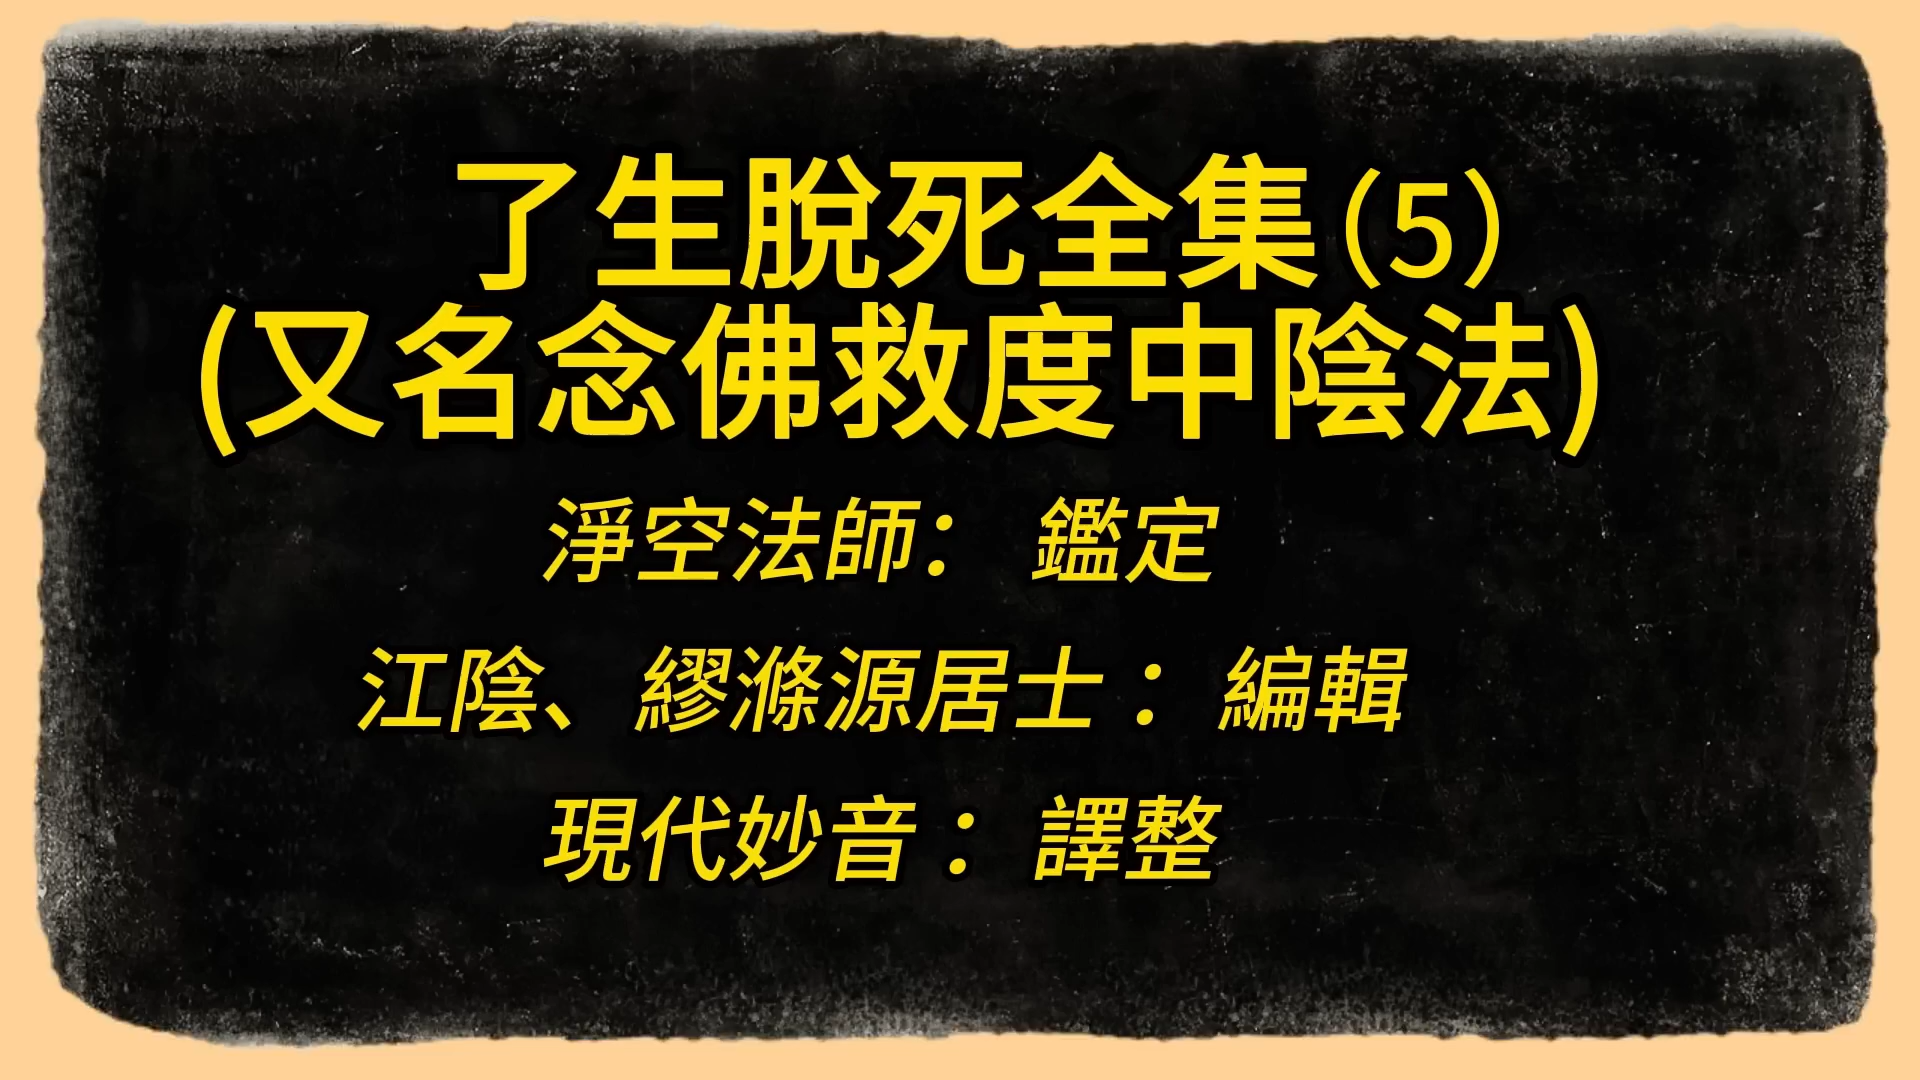 了生脫死全集(5)
(又名念佛救度中陰法)
淨空法師： 鑑定
江陰、繆滌源居士：編輯
現代妙音：譯整